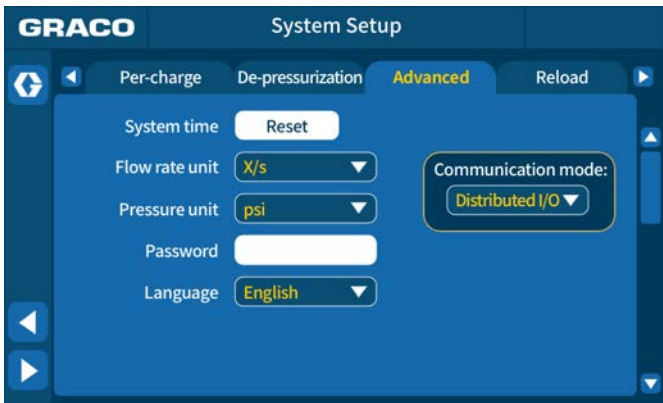 GRACO
System Setup
Per-charge
De-pressurization
Advanced
Reload
System time
Reset
Flow rate unit
X/s
Pressure unit
psi
Password
Language
English
Communication mode:
Distributed I/O